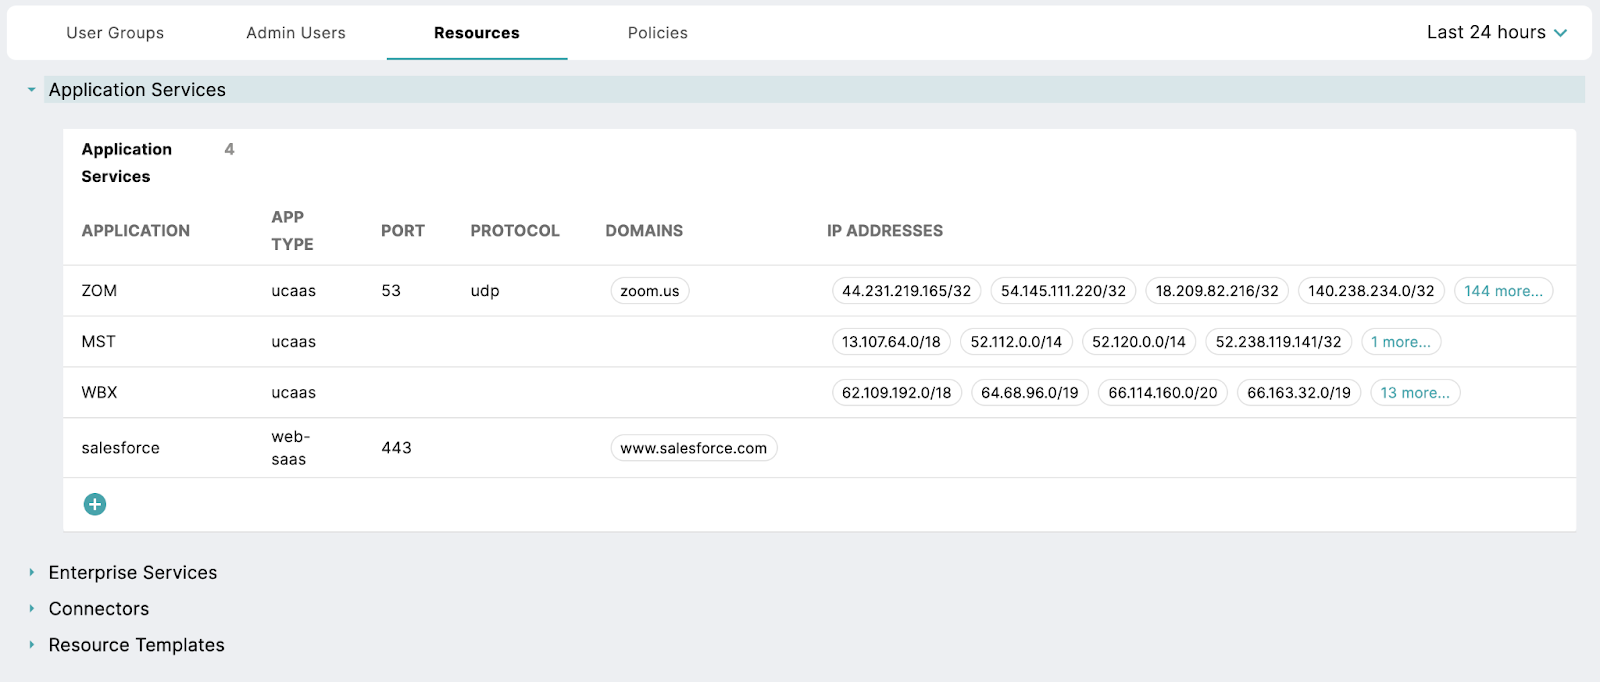 User Groups Admin Users Resources Policies Last 24 hours
Application Services
Application 4
Services
APPLICATION APP TYPE PORT PROTOCOL DOMAINS IP ADDRESSES
ZOM ucaas 53 udp zoom.us 44.231.219.165/32 54.145.111.220/32 18.209.82.216/32 140.238.234.0/32 144 more...
MST ucaas 13.107.64.0/18 52.112.0.0/14 52.120.0.0/14 52.238.119.141/32 1 more...
WBX ucaas 62.109.192.0/18 64.68.96.0/19 66.114.160.0/20 66.163.32.0/19 13 more...
salesforce web-saas 443 www.salesforce.com
Enterprise Services
Connectors
Resource Templates